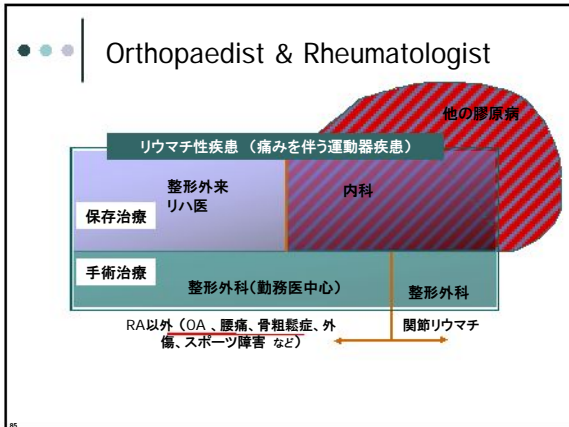 Orthopaedist & Rheumatologist
他の膠原病
リウマチ性疾患 （痛みを伴う運動器疾患）
整形外来
リハ医
内科
保存治療
手術治療
整形外科（勤務医中心）
整形外科
RA以外 （OA 、腰痛、骨粗鬆症、外
傷、スポーツ障害 など）
関節リウマチ
85